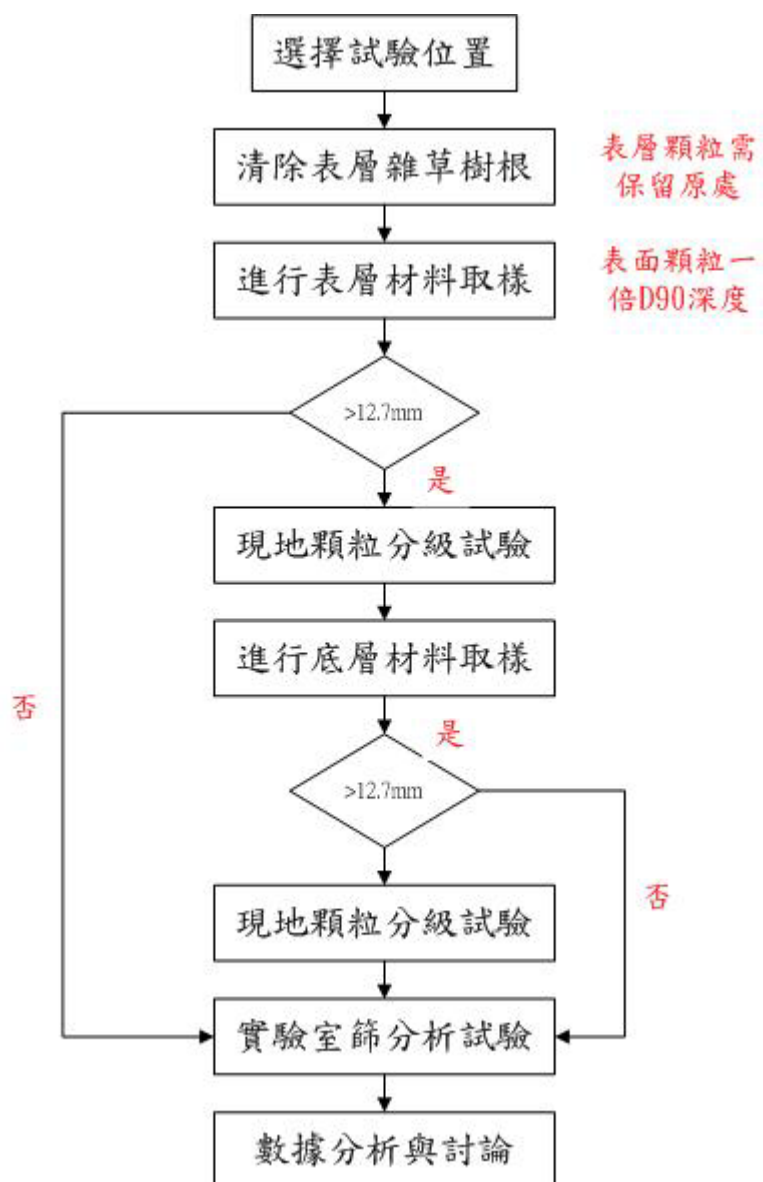 選擇試驗位置
清除表層雜草樹根
表層顆粒需
保留原處
進行表層材料取樣
表面顆粒一
倍D90深度
>12.7mm
是
現地顆粒分級試驗
進行底層材料取樣
否
是
>12.7mm
現地顆粒分級試驗
否
實驗室篩分析試驗
數據分析與討論